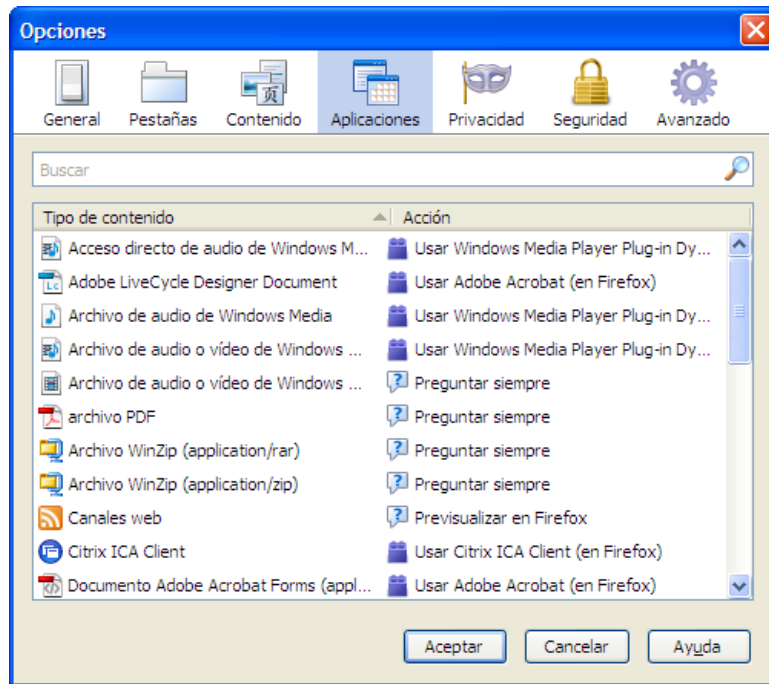 Opciones
General Pestañas Contenido Aplicaciones Privacidad Seguridad Avanzado
Buscar
Tipo de contenido Acción
Acceso directo de audio de Windows M... Usar Windows Media Player Plug-in Dy...
Adobe LiveCycle Designer Document Usar Adobe Acrobat (en Firefox)
Archivo de audio de Windows Media Usar Windows Media Player Plug-in Dy...
Archivo de audio o vídeo de Windows ... Usar Windows Media Player Plug-in Dy...
Archivo de audio o vídeo de Windows ... Preguntar siempre
archivo PDF Preguntar siempre
Archivo WinZip (application/rar) Preguntar siempre
Archivo WinZip (application/zip) Preguntar siempre
Canales web Previsualizar en Firefox
Citrix ICA Client Usar Citrix ICA Client (en Firefox)
Documento Adobe Acrobat Forms (appl... Usar Adobe Acrobat (en Firefox)
Aceptar Cancelar Ayuda